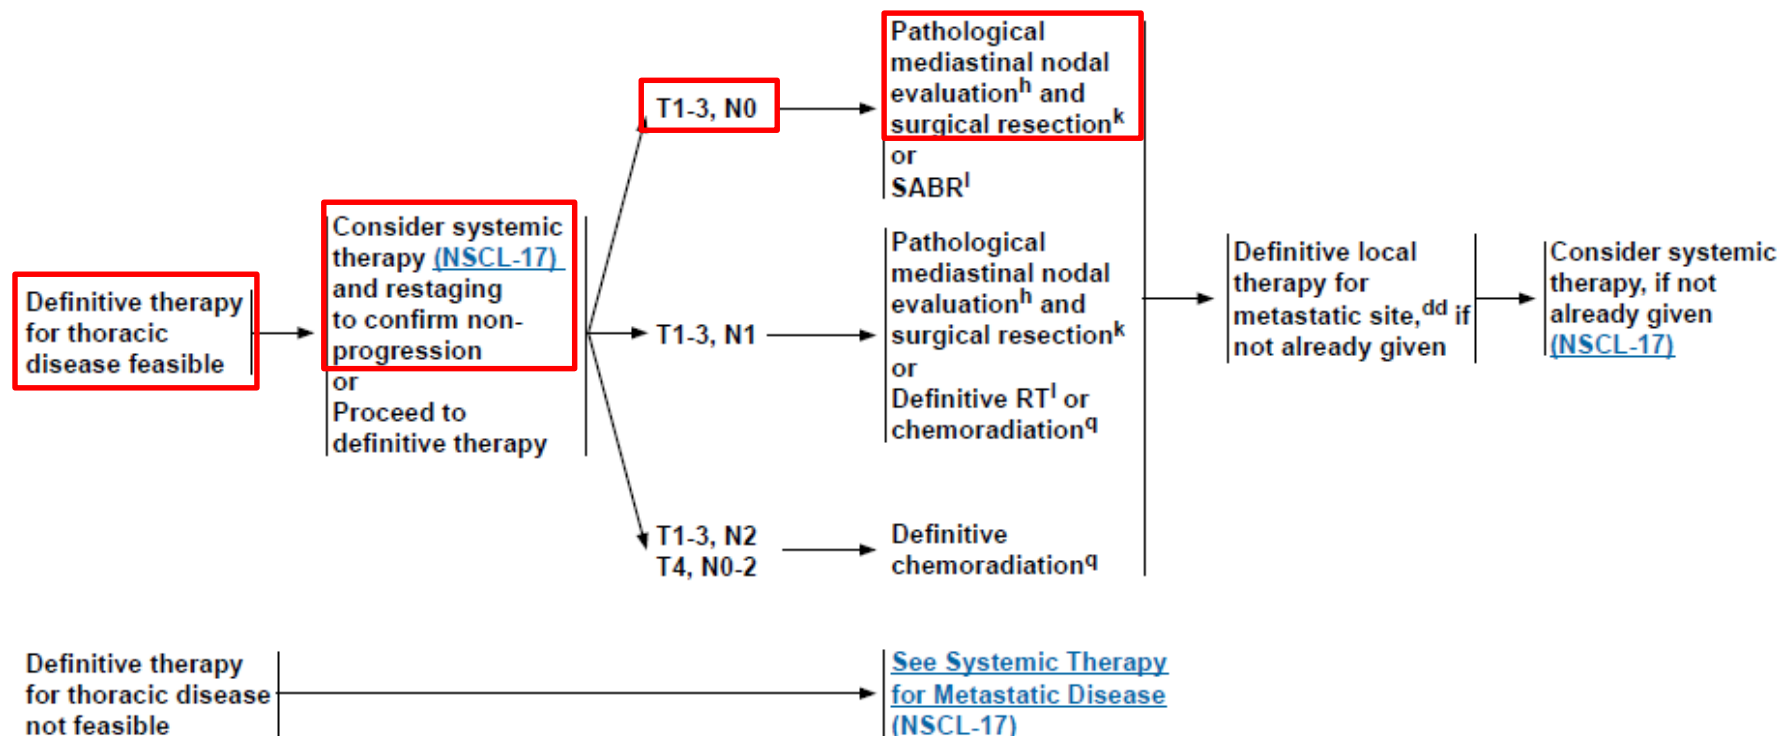 Definitive therapy
for thoracic
disease feasible
Consider systemic
therapy (NSCL-17)
and restaging
to confirm non-
progression
or
Proceed to
definitive therapy
T1-3, N0
Pathological
mediastinal nodal
evaluationʰ and
surgical resectionᵏ
or
SABRˡ
T1-3, N1
Pathological
mediastinal nodal
evaluationʰ and
surgical resectionᵏ
or
Definitive RTˡ or
chemoradiation^q
T1-3, N2
T4, N0-2
Definitive
chemoradiation^q
Definitive local
therapy for
metastatic site,ᵈᵈ if
not already given
Consider systemic
therapy, if not
already given
(NSCL-17)
Definitive therapy
for thoracic disease
not feasible
See Systemic Therapy
for Metastatic Disease
(NSCL-17)